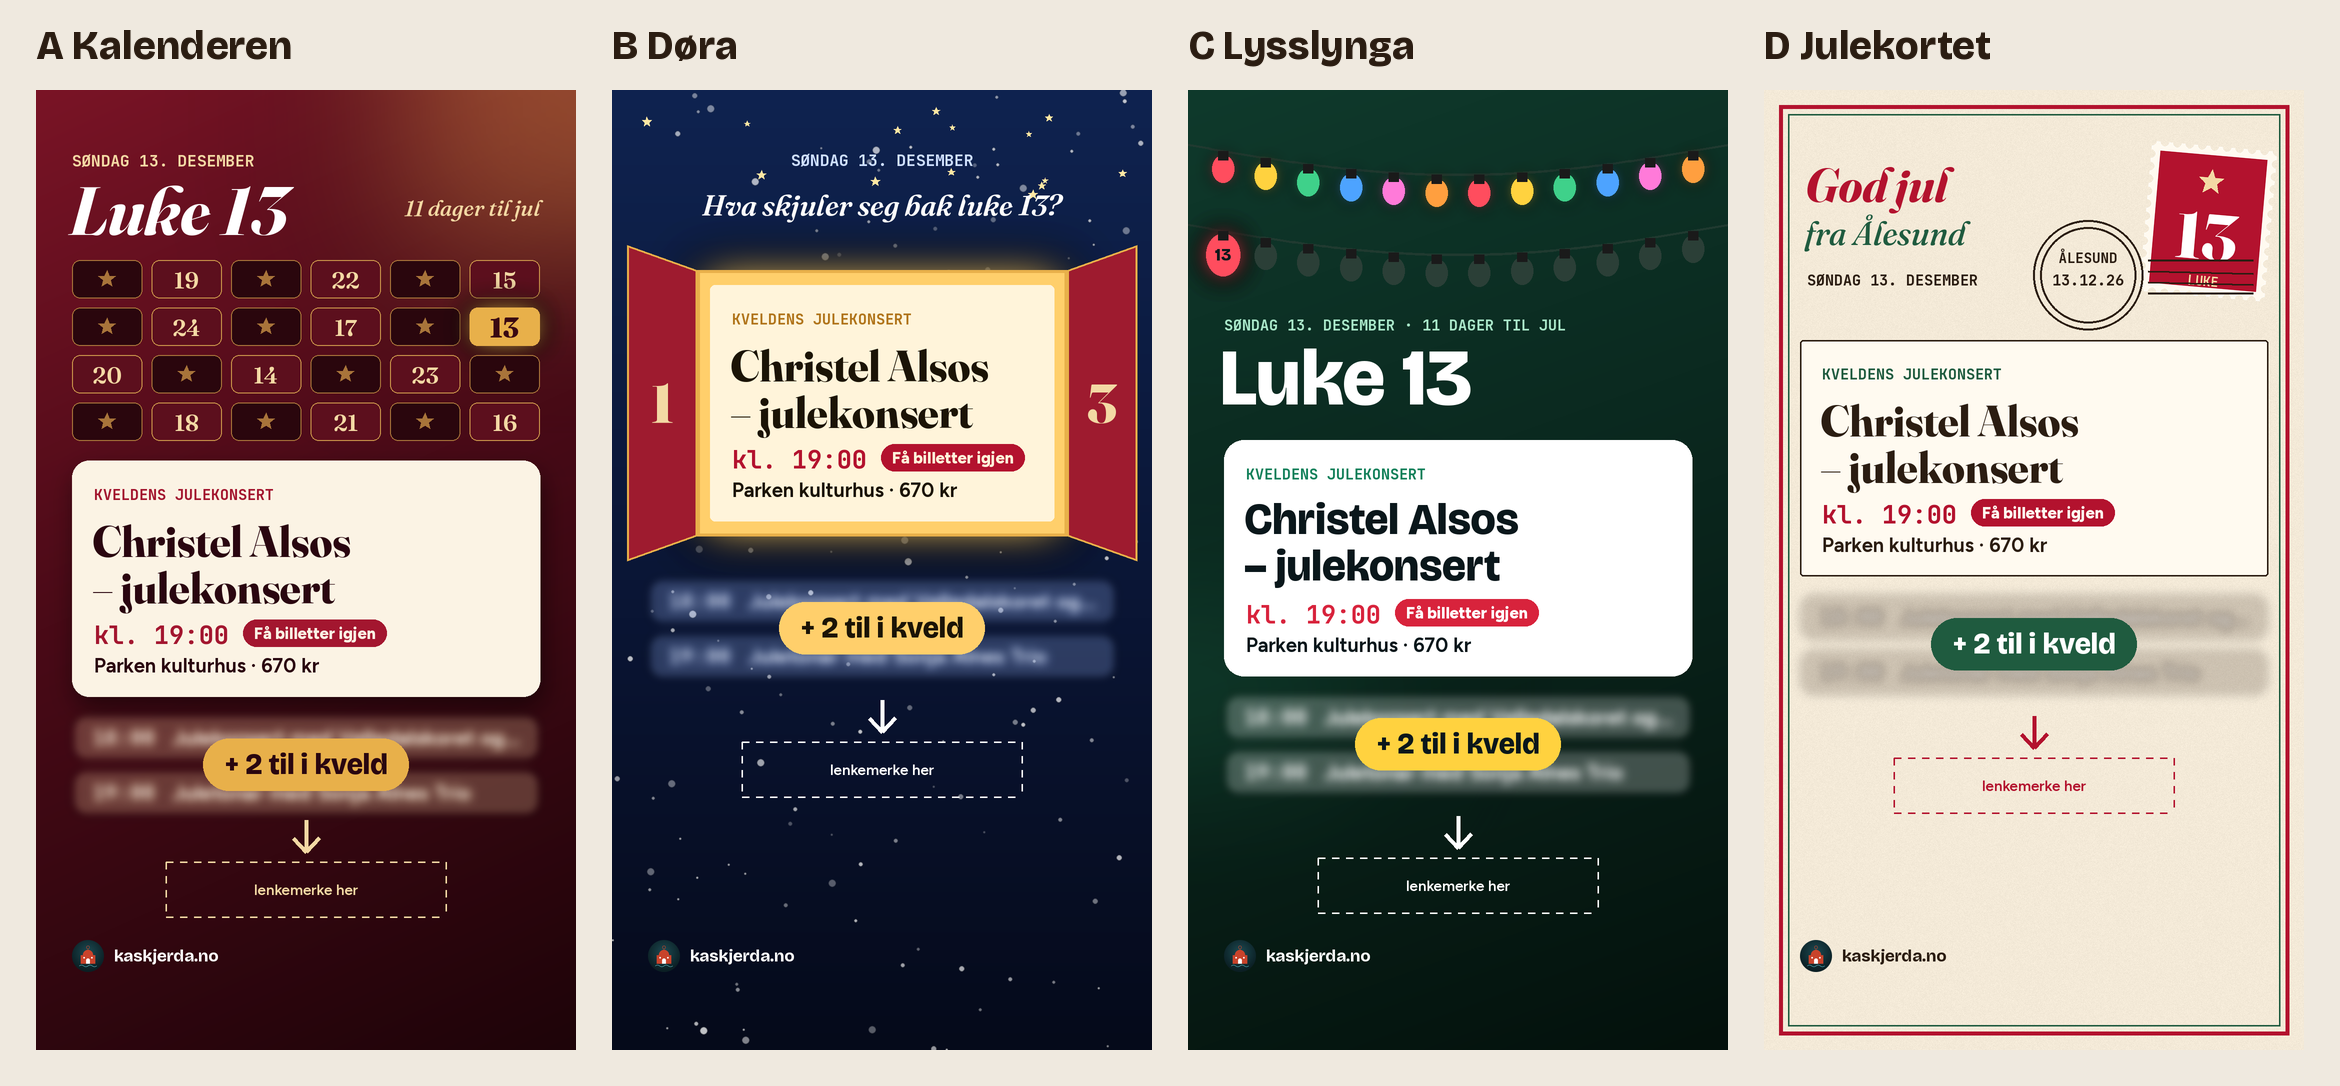 A Kalenderen
SØNDAG 13. DESEMBER
Luke 13
11 dager til jul
19 22 15
24 17 13
20 14 23
18 21 16
KVELDENS JULEKONSERT
Christel Alsos
– julekonsert
kl. 19:00 Få billetter igjen
Parken kulturhus · 670 kr
+ 2 til i kveld
lenkemerke her
kaskjerda.no
B Døra
SØNDAG 13. DESEMBER
Hva skjuler seg bak luke 13?
1 3
KVELDENS JULEKONSERT
Christel Alsos
– julekonsert
kl. 19:00 Få billetter igjen
Parken kulturhus · 670 kr
+ 2 til i kveld
lenkemerke her
kaskjerda.no
C Lysslynga
13
SØNDAG 13. DESEMBER · 11 DAGER TIL JUL
Luke 13
KVELDENS JULEKONSERT
Christel Alsos
– julekonsert
kl. 19:00 Få billetter igjen
Parken kulturhus · 670 kr
+ 2 til i kveld
lenkemerke her
kaskjerda.no
D Julekortet
God jul
fra Ålesund
SØNDAG 13. DESEMBER
ÅLESUND
13.12.26
13
LUKE
KVELDENS JULEKONSERT
Christel Alsos
– julekonsert
kl. 19:00 Få billetter igjen
Parken kulturhus · 670 kr
+ 2 til i kveld
lenkemerke her
kaskjerda.no